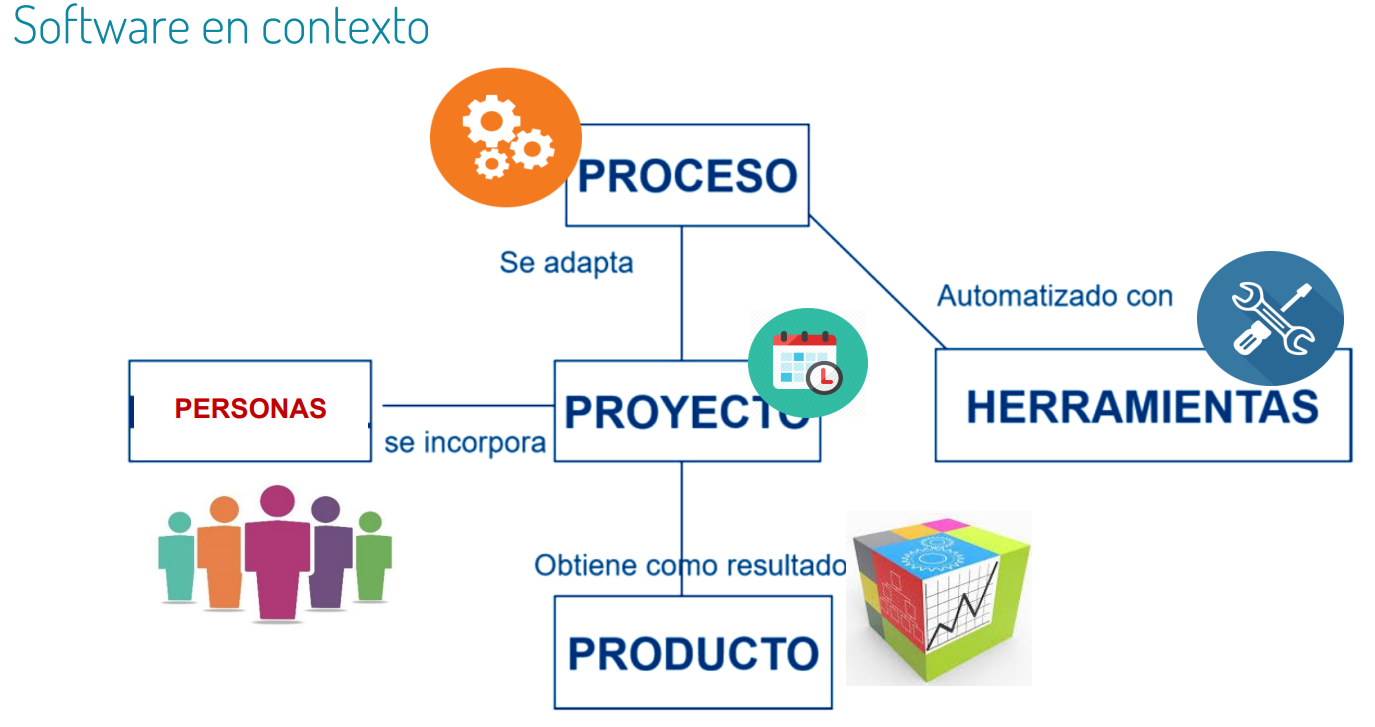 Software en contexto
PROCESO
Se adapta
Automatizado con
PERSONAS
se incorpora
PROYECTO
HERRAMIENTAS
Obtiene como resultado
PRODUCTO